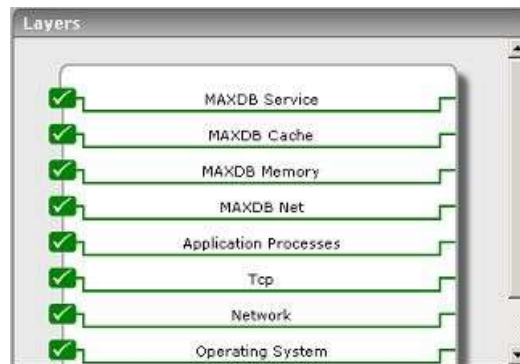 Layers
MAXDB Service
MAXDB Cache
MAXDB Memory
MAXDB Net
Application Processes
Tcp
Network
Operating System